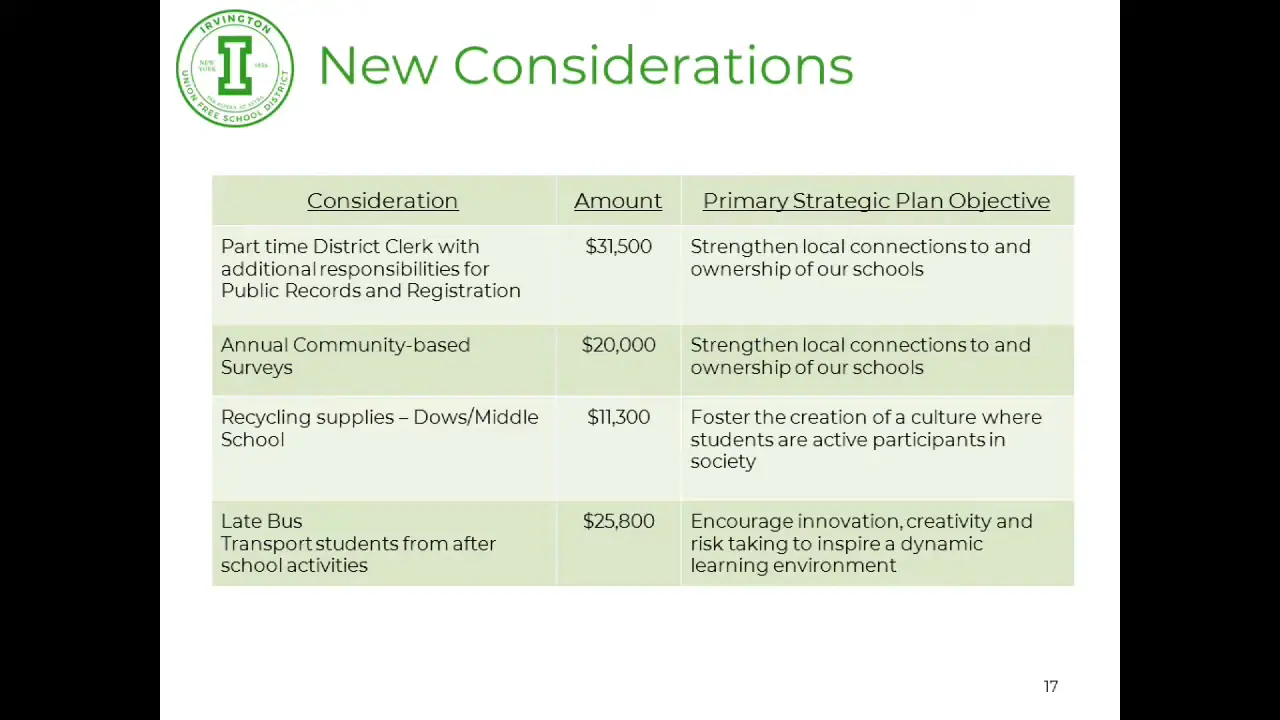 IRVINGTON
NEW YORK
1856
UNION FREE SCHOOL DISTRICT
New Considerations
Consideration Amount Primary Strategic Plan Objective
Part time District Clerk with
additional responsibilities for
Public Records and Registration
$31,500
Strengthen local connections to and
ownership of our schools
Annual Community-based
Surveys
$20,000
Strengthen local connections to and
ownership of our schools
Recycling supplies – Dows/Middle
School
$11,300
Foster the creation of a culture where
students are active participants in
society
Late Bus
Transport students from after
school activities
$25,800
Encourage innovation, creativity and
risk taking to inspire a dynamic
learning environment
17